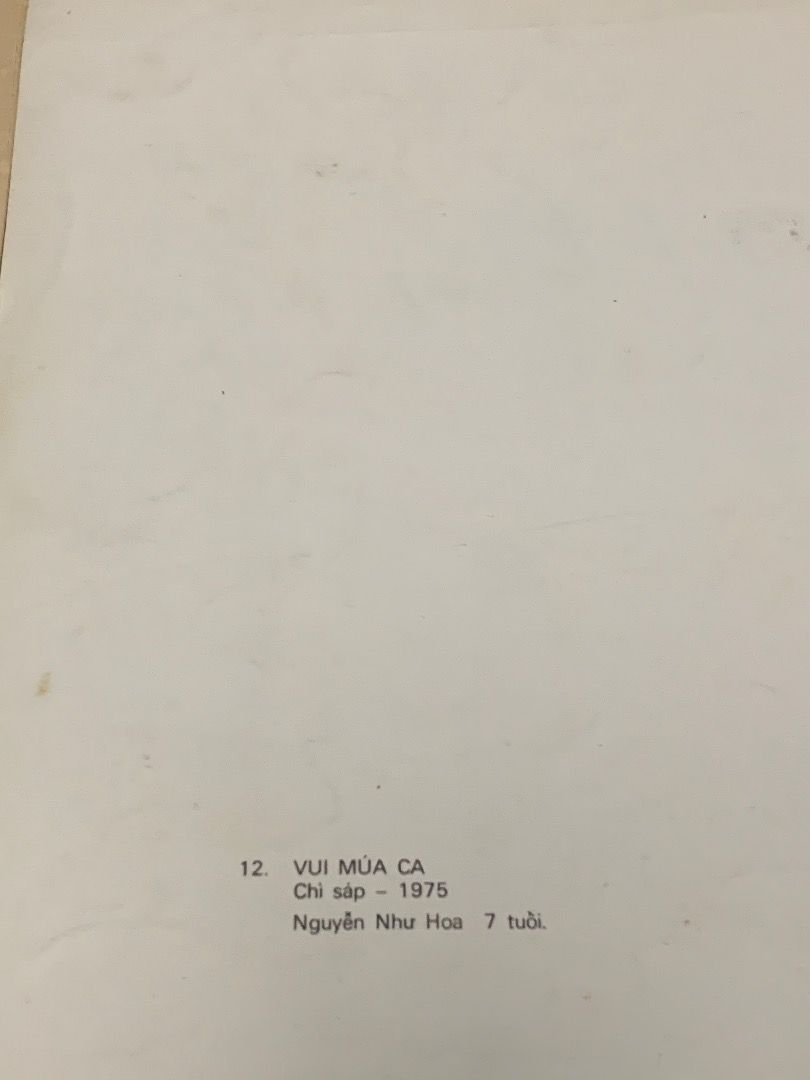 12. VUI MÚA CA
Chì sáp – 1975
Nguyễn Như Hoa 7 tuổi.